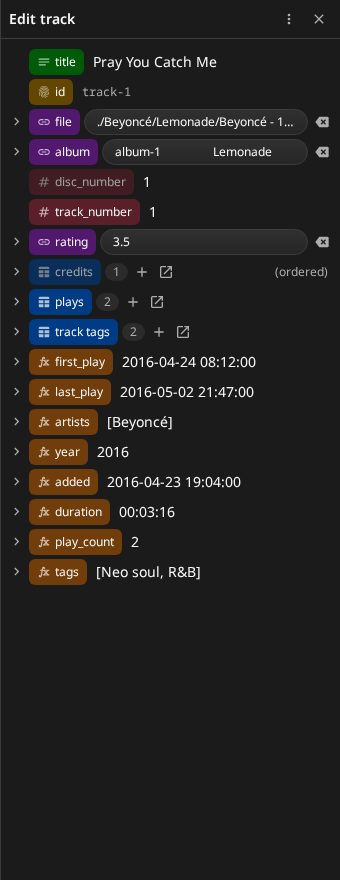 Edit track
title Pray You Catch Me
id track-1
file ./Beyoncé/Lemonade/Beyoncé - 1...
album album-1 Lemonade
disc_number 1
track_number 1
rating 3.5
credits 1 (ordered)
plays 2
track tags 2
first_play 2016-04-24 08:12:00
last_play 2016-05-02 21:47:00
artists [Beyoncé]
year 2016
added 2016-04-23 19:04:00
duration 00:03:16
play_count 2
tags [Neo soul, R&B]